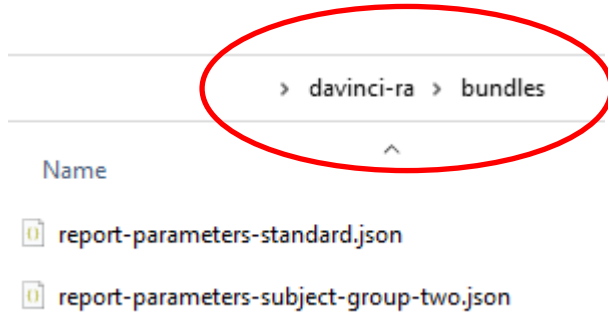 > davinci-ra > bundles
Name
report-parameters-standard.json
report-parameters-subject-group-two.json